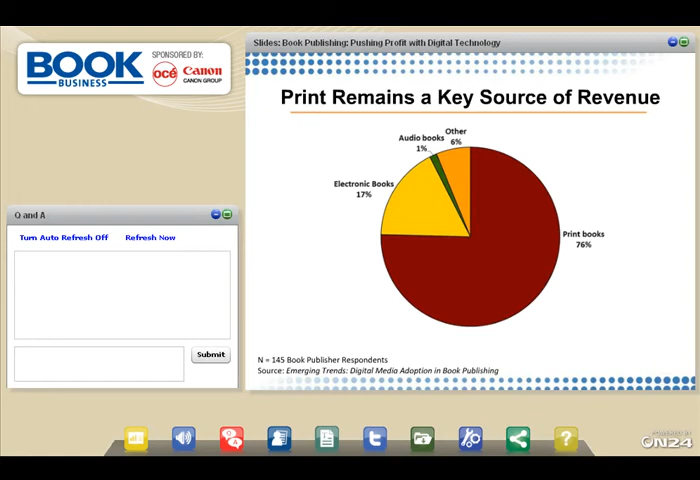 BOOK
BUSINESS
SPONSORED BY:
océ
Canon
CANON GROUP
Slides: Book Publishing: Pushing Profit with Digital Technology
Print Remains a Key Source of Revenue
Other
6%
Audio books
1%
Electronic Books
17%
Print books
76%
N = 145 Book Publisher Respondents
Source: Emerging Trends: Digital Media Adoption in Book Publishing
Q and A
Turn Auto Refresh Off
Refresh Now
Submit
Q
A
?
POWERED BY
ON24